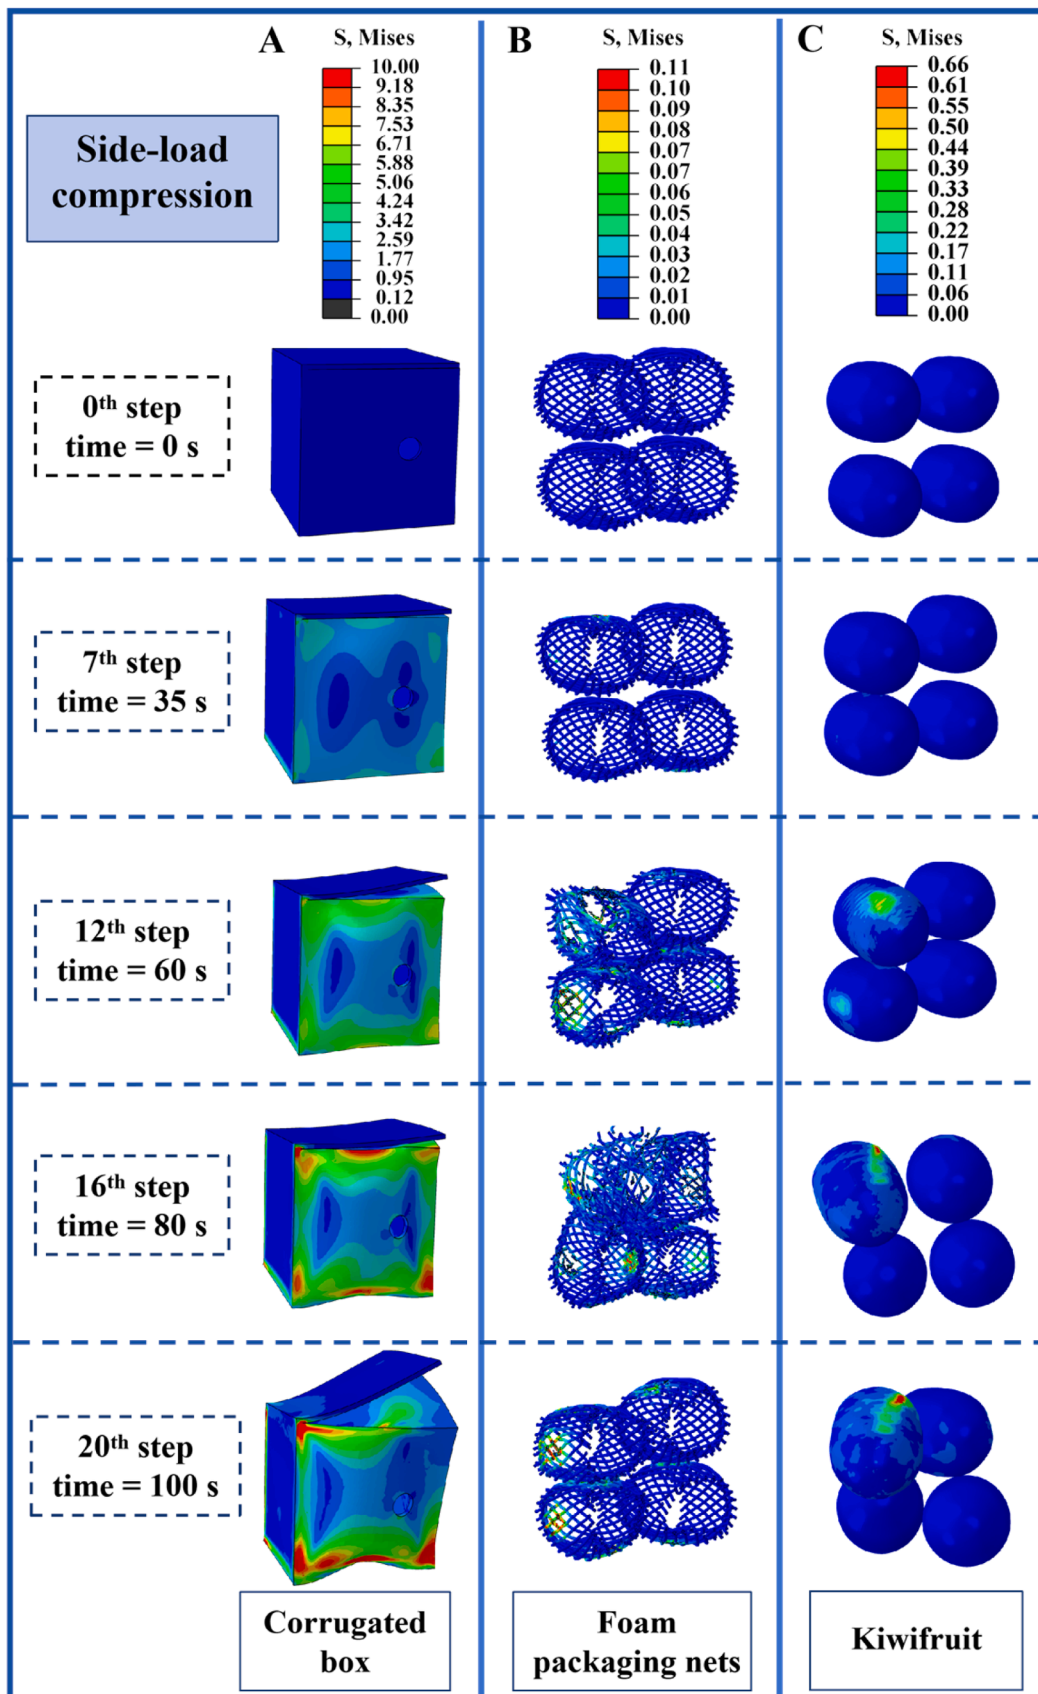 A
S, Mises
10.00
9.18
8.35
7.53
6.71
5.88
5.06
4.24
3.42
2.59
1.77
0.95
0.12
0.00
B
S, Mises
0.11
0.10
0.09
0.08
0.07
0.07
0.06
0.05
0.04
0.03
0.02
0.01
0.00
C
S, Mises
0.66
0.61
0.55
0.50
0.44
0.39
0.33
0.28
0.22
0.17
0.11
0.06
0.00
Side-load
compression
0th step
time = 0 s
7th step
time = 35 s
12th step
time = 60 s
16th step
time = 80 s
20th step
time = 100 s
Corrugated
box
Foam
packaging nets
Kiwifruit